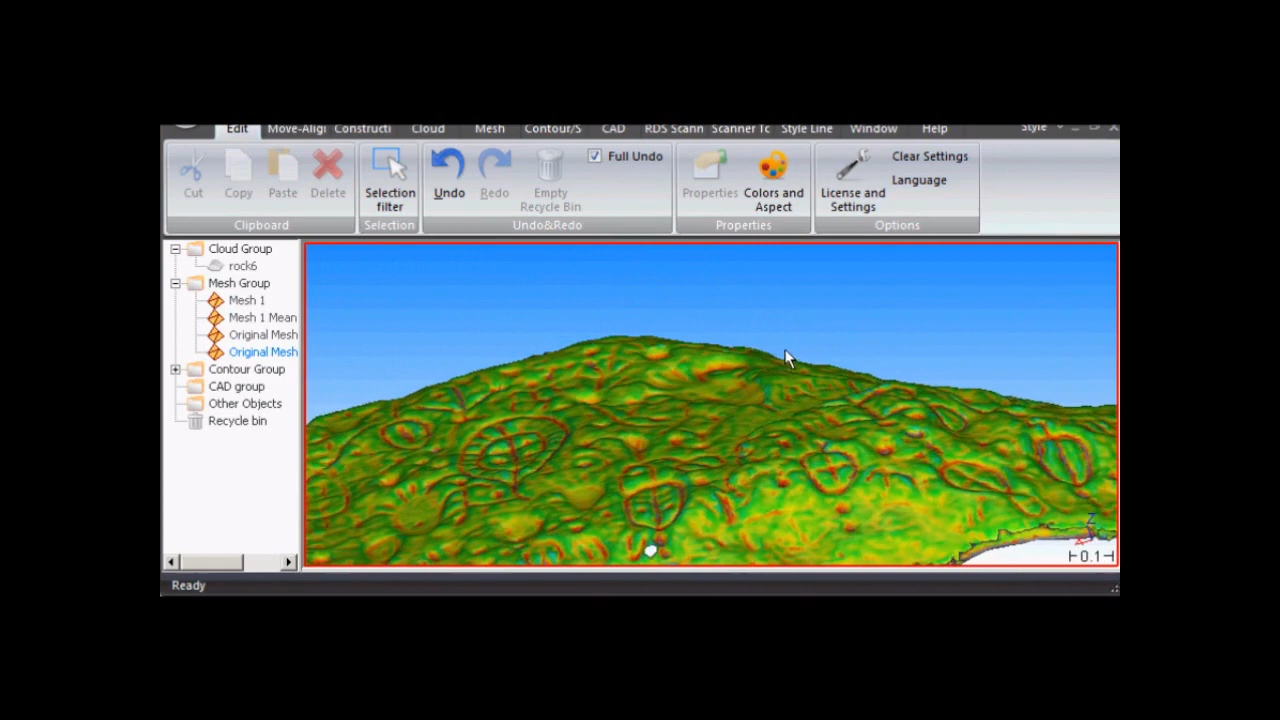 Edit Move-Aligi Constructi Cloud Mesh Contour/S CAD RDS Scann Scanner Tc Style Line Window Help Style
Cut Copy Paste Delete
Selection filter
Undo Redo Empty Recycle Bin
Full Undo
Properties Colors and Aspect
License and Settings
Clear Settings
Language
Clipboard Selection Undo&Redo Properties Options
Cloud Group
rock6
Mesh Group
Mesh 1
Mesh 1 Mean
Original Mesh
Original Mesh
Contour Group
CAD group
Other Objects
Recycle bin
Z
0.1
Ready